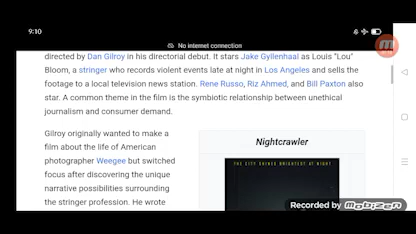 9:10
No internet connection
directed by Dan Gilroy in his directorial debut. It stars Jake Gyllenhaal as Louis "Lou"
Bloom, a stringer who records violent events late at night in Los Angeles and sells the
footage to a local television news station. Rene Russo, Riz Ahmed, and Bill Paxton also
star. A common theme in the film is the symbiotic relationship between unethical
journalism and consumer demand.
Gilroy originally wanted to make a
film about the life of American
photographer Weegee but switched
focus after discovering the unique
narrative possibilities surrounding
the stringer profession. He wrote
Nightcrawler
THE CITY SHINES BRIGHTEST AT NIGHT
Recorded by mobizen